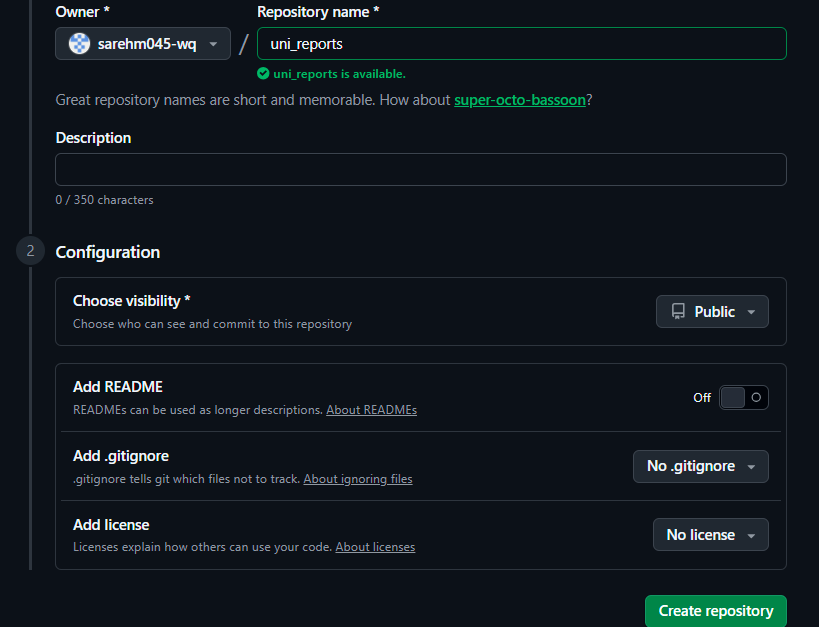 Owner * Repository name *
sarehm045-wq / uni_reports
uni_reports is available.
Great repository names are short and memorable. How about super-octo-bassoon?
Description
0 / 350 characters
2 Configuration
Choose visibility *
Choose who can see and commit to this repository
Public
Add README
READMEs can be used as longer descriptions. About READMEs
Off
Add .gitignore
.gitignore tells git which files not to track. About ignoring files
No .gitignore
Add license
Licenses explain how others can use your code. About licenses
No license
Create repository